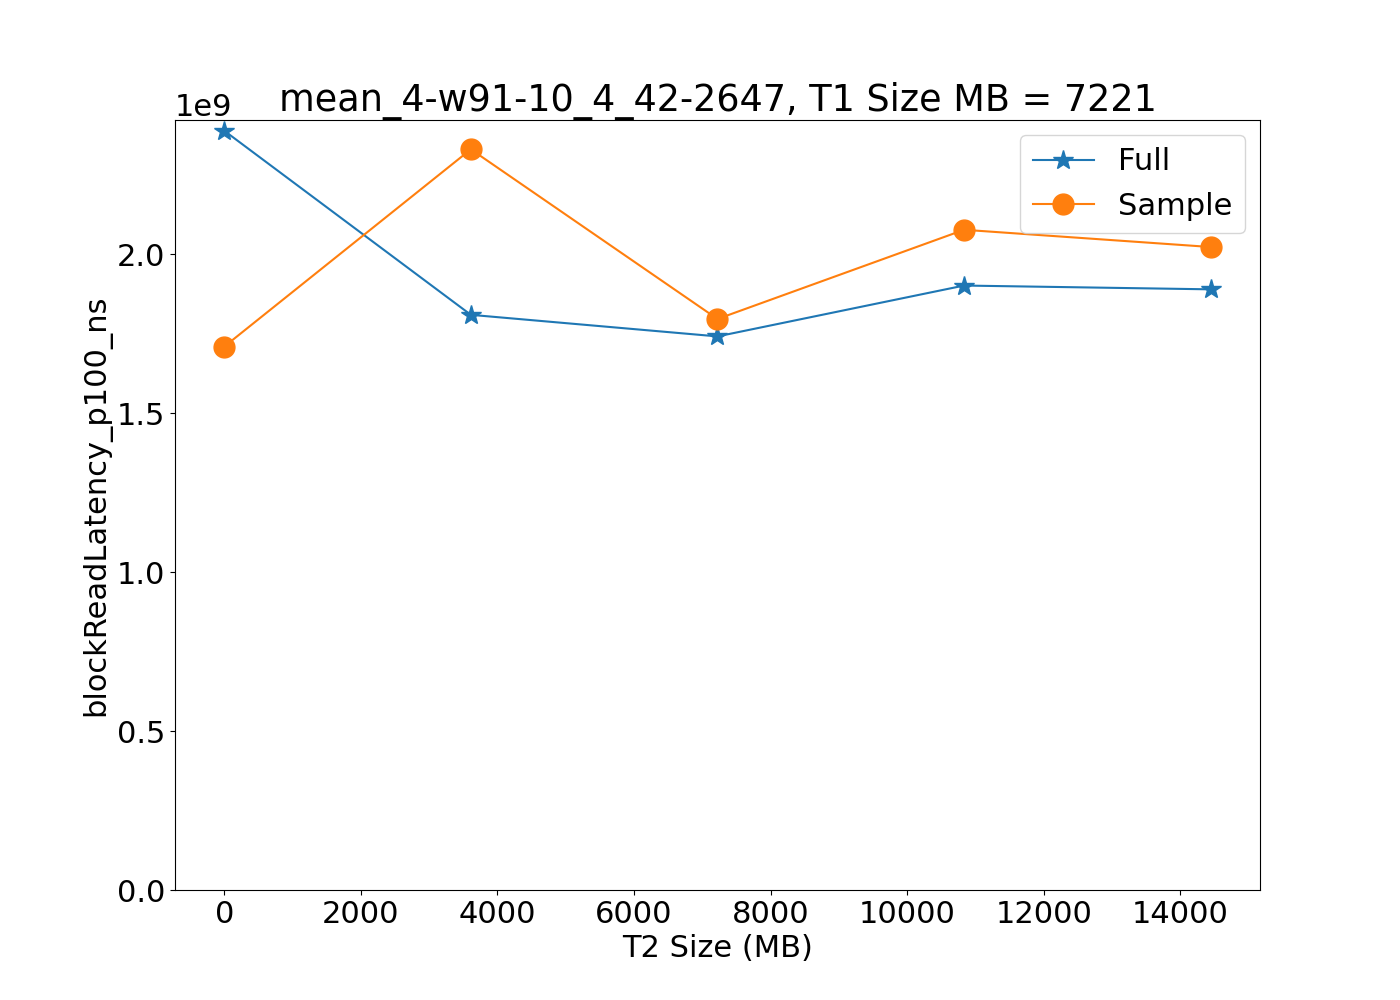 1e9
mean_4-w91-10_4_42-2647, T1 Size MB = 7221
Full
Sample
2.0
1.5
1.0
0.5
0.0
blockReadLatency_p100_ns
0 2000 4000 6000 8000 10000 12000 14000
T2 Size (MB)